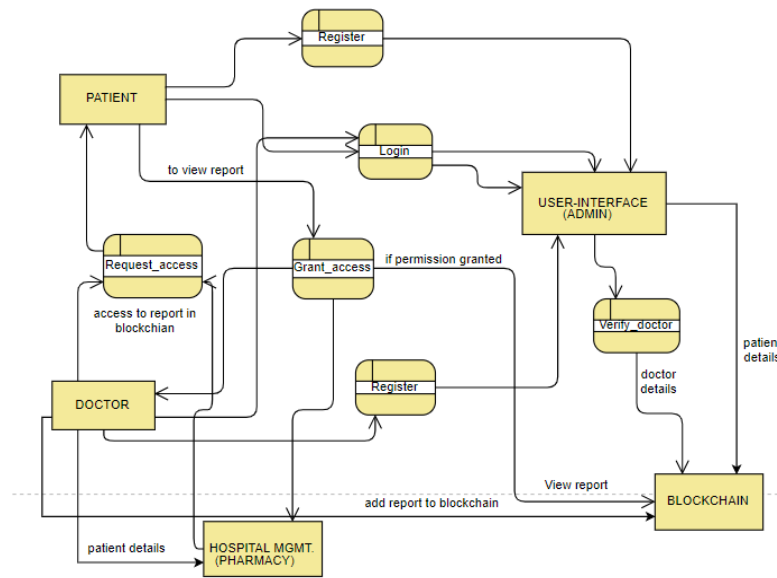 Register
PATIENT
Login
to view report
USER-INTERFACE
(ADMIN)
Request_access
Grant_access
if permission granted
access to report in
blockchian
Verify_doctor
patient
details
doctor
details
Register
DOCTOR
View report
add report to blockchain
BLOCKCHAIN
patient details
HOSPITAL MGMT.
(PHARMACY)